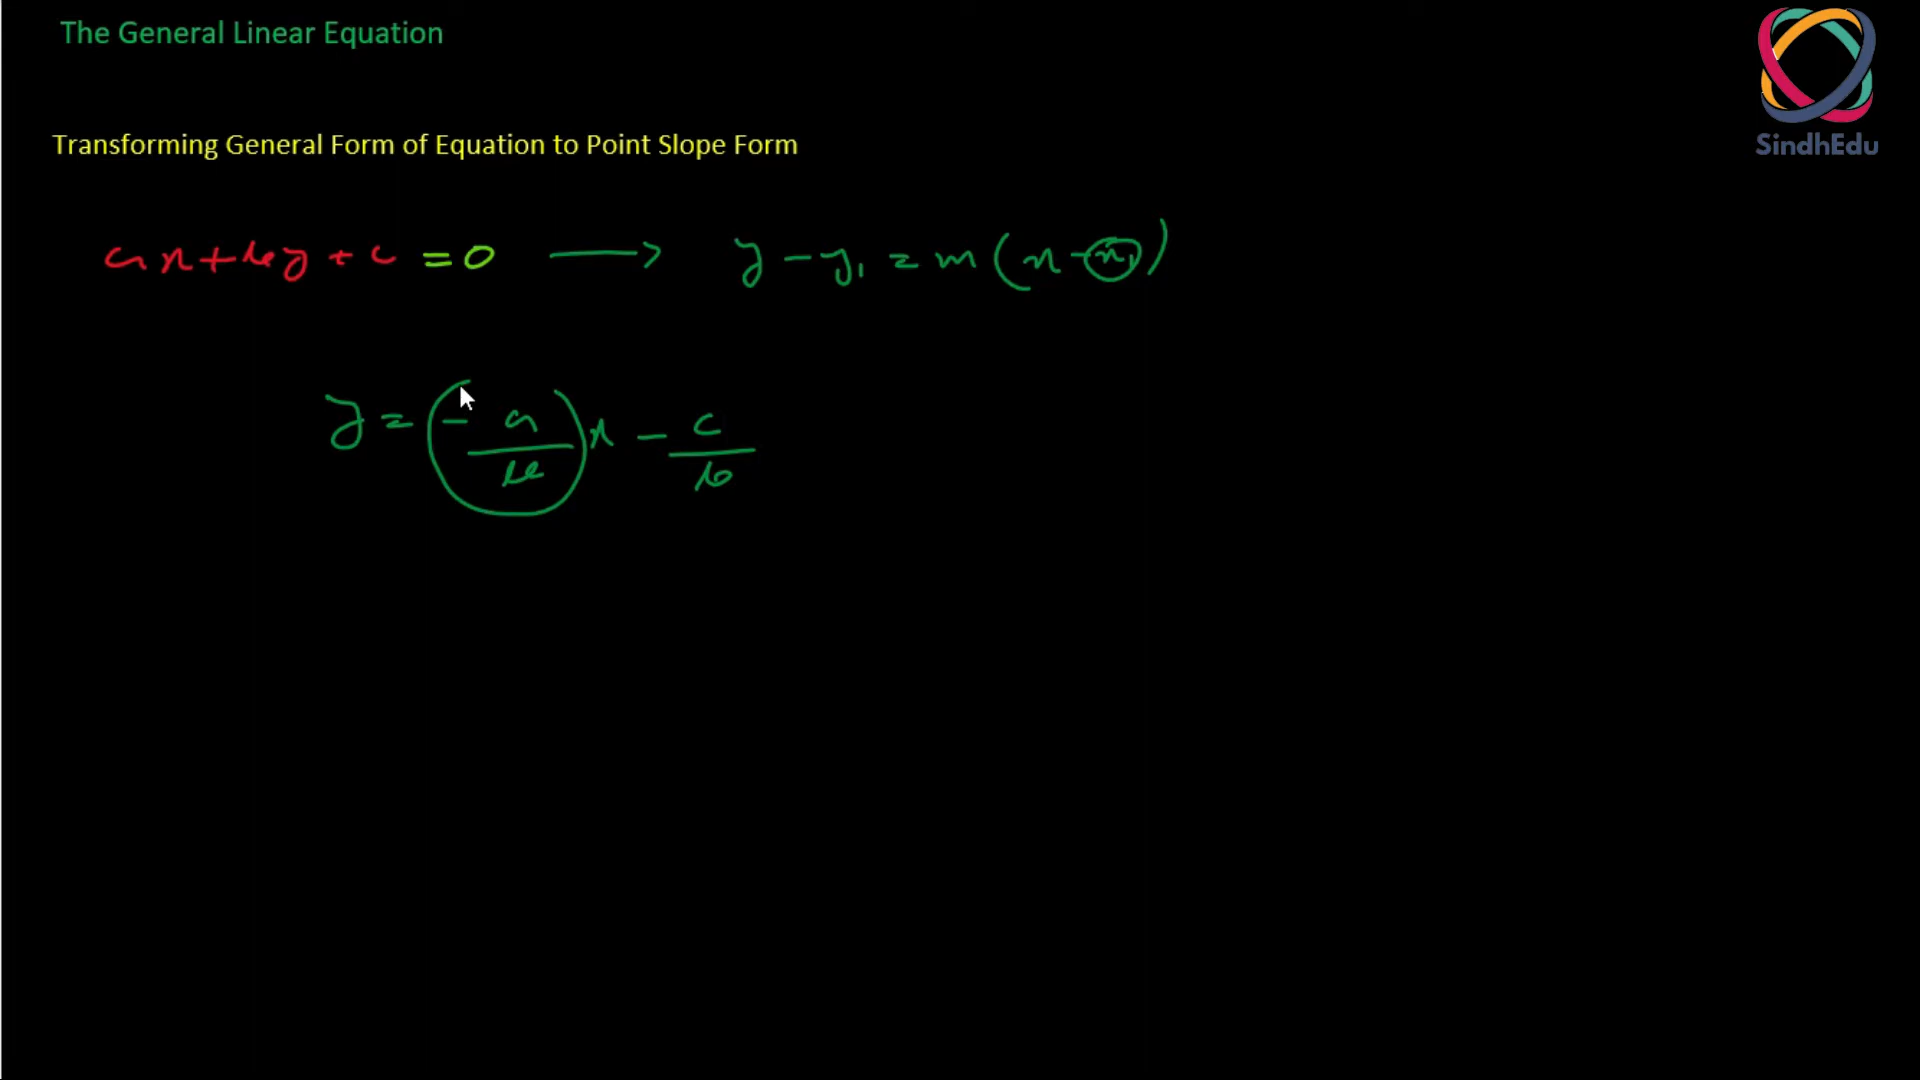 The General Linear Equation
SindhEdu
Transforming General Form of Equation to Point Slope Form
ax + by + c = 0 → y - y₁ = m(x - x₁)
y = (-a/b)x - c/b